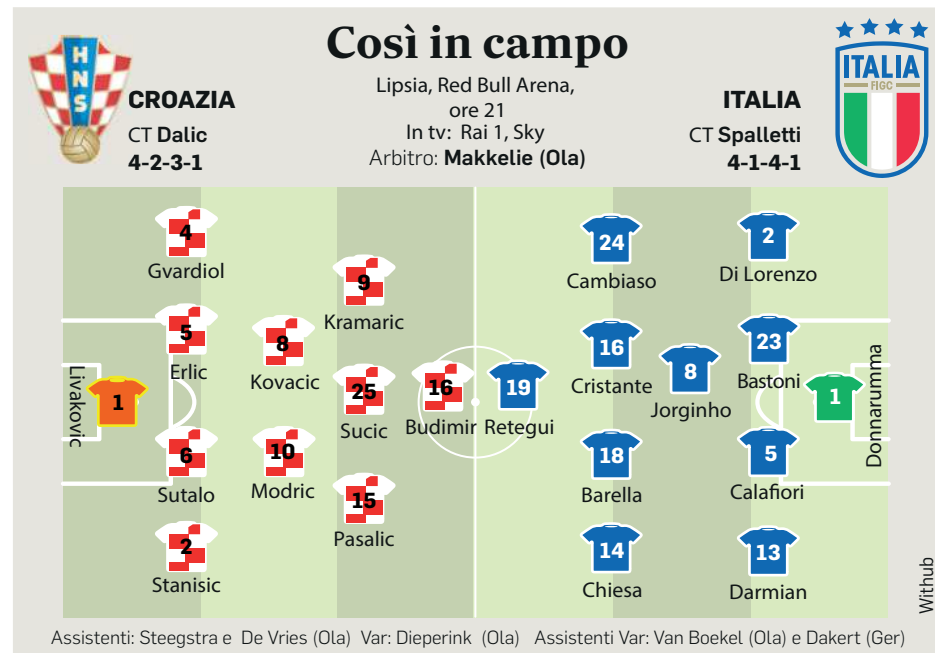 Così in campo
HNS
CROAZIA
CT Dalic
4-2-3-1
Lipsia, Red Bull Arena,
ore 21
In tv: Rai 1, Sky
Arbitro: Makkelie (Ola)
ITALIA
CT Spalletti
4-1-4-1
ITALIA
FIGC
1
Livakovic
4
Gvardiol
5
Erlic
6
Sutalo
2
Stanisic
8
Kovacic
10
Modric
9
Kramaric
25
Sucic
15
Pasalic
16
Budimir
19
Retegui
24
Cambiaso
16
Cristante
18
Barella
14
Chiesa
8
Jorginho
2
Di Lorenzo
23
Bastoni
5
Calafiori
13
Darmian
1
Donnarumma
Withub
Assistenti: Steegstra e De Vries (Ola) Var: Dieperink (Ola) Assistenti Var: Van Boekel (Ola) e Dakert (Ger)